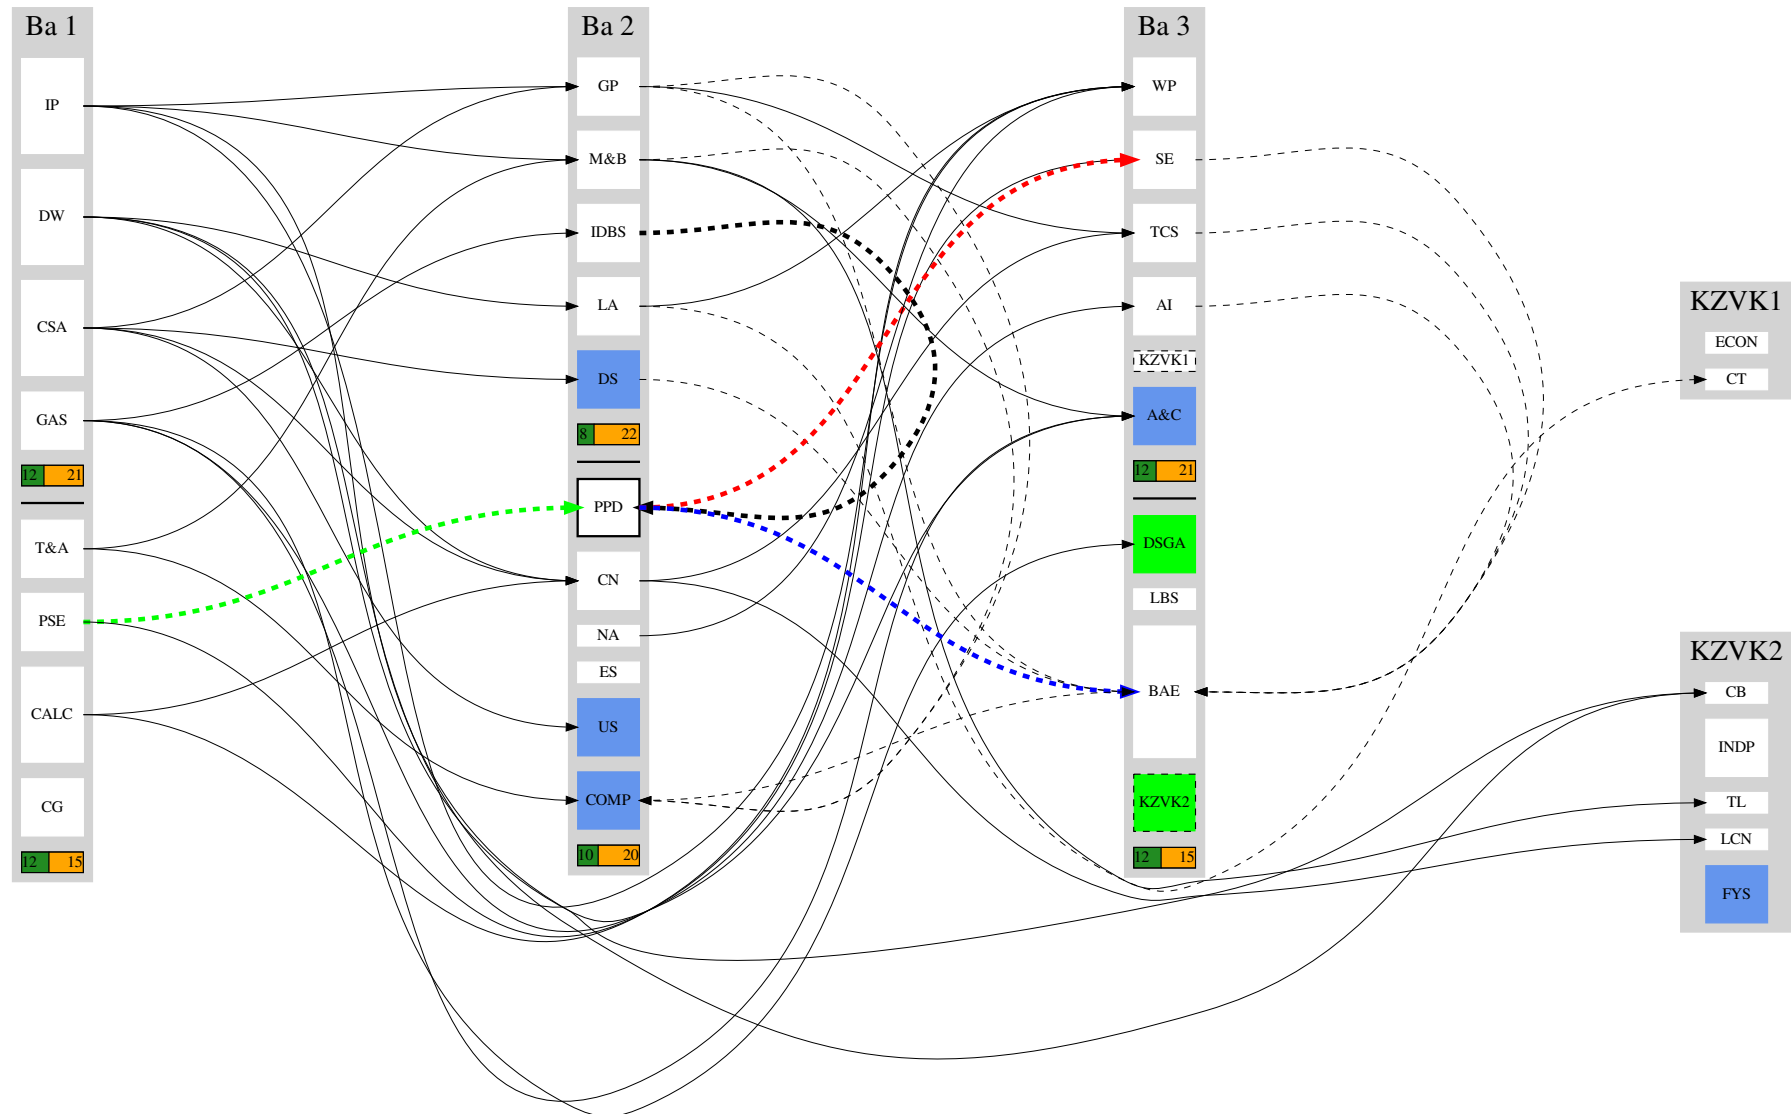 Ba 1
IP
DW
CSA
GAS
12 21
T&A
PSE
CALC
CG
12 15
Ba 2
GP
M&B
IDBS
LA
DS
8 22
PPD
CN
NA
ES
US
COMP
10 20
Ba 3
WP
SE
TCS
AI
KZVK1
A&C
12 21
DSGA
LBS
BAE
KZVK2
12 15
KZVK1
ECON
CT
KZVK2
CB
INDP
TL
LCN
FYS